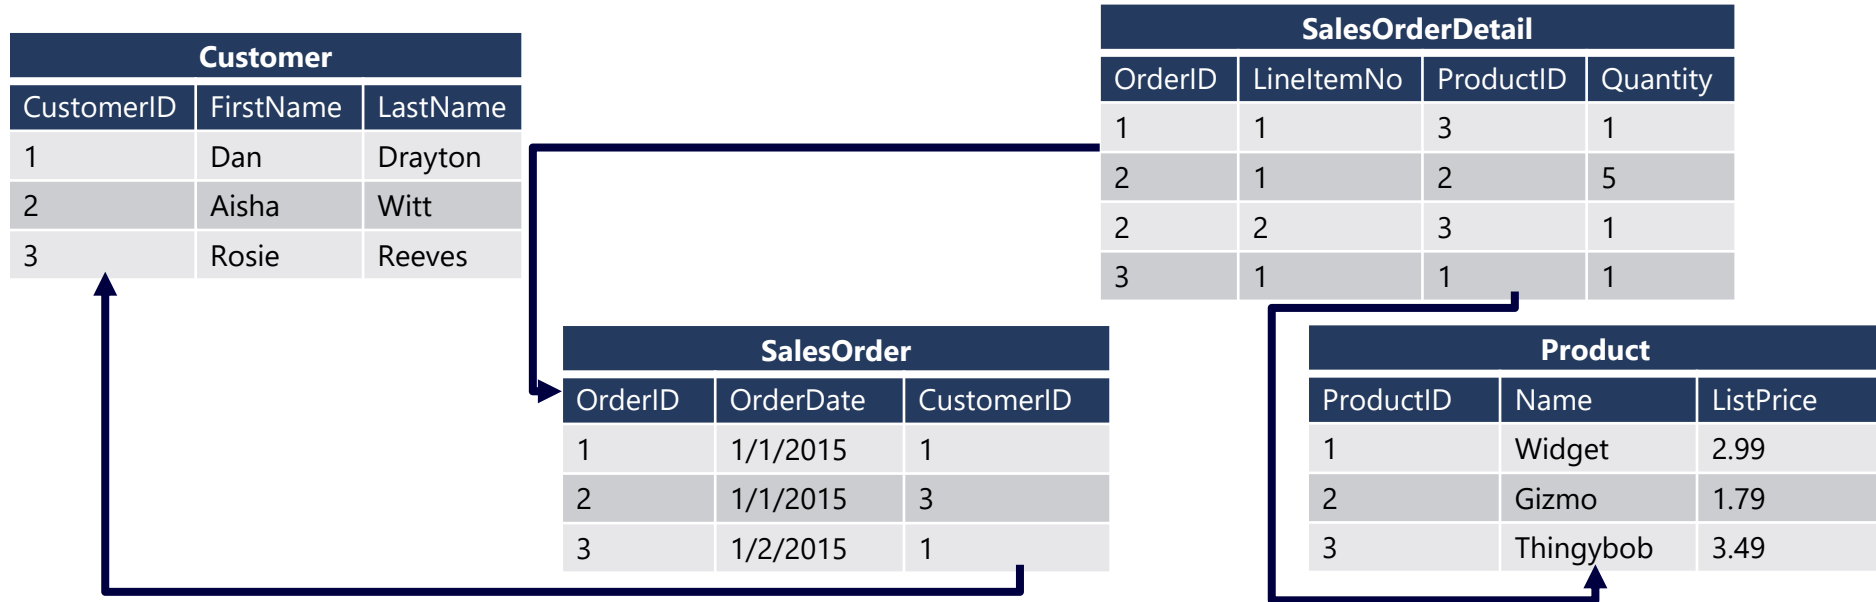 Customer
CustomerID FirstName LastName
1 Dan Drayton
2 Aisha Witt
3 Rosie Reeves
SalesOrderDetail
OrderID LineItemNo ProductID Quantity
1 1 3 1
2 1 2 5
2 2 3 1
3 1 1 1
SalesOrder
OrderID OrderDate CustomerID
1 1/1/2015 1
2 1/1/2015 3
3 1/2/2015 1
Product
ProductID Name ListPrice
1 Widget 2.99
2 Gizmo 1.79
3 Thingybob 3.49